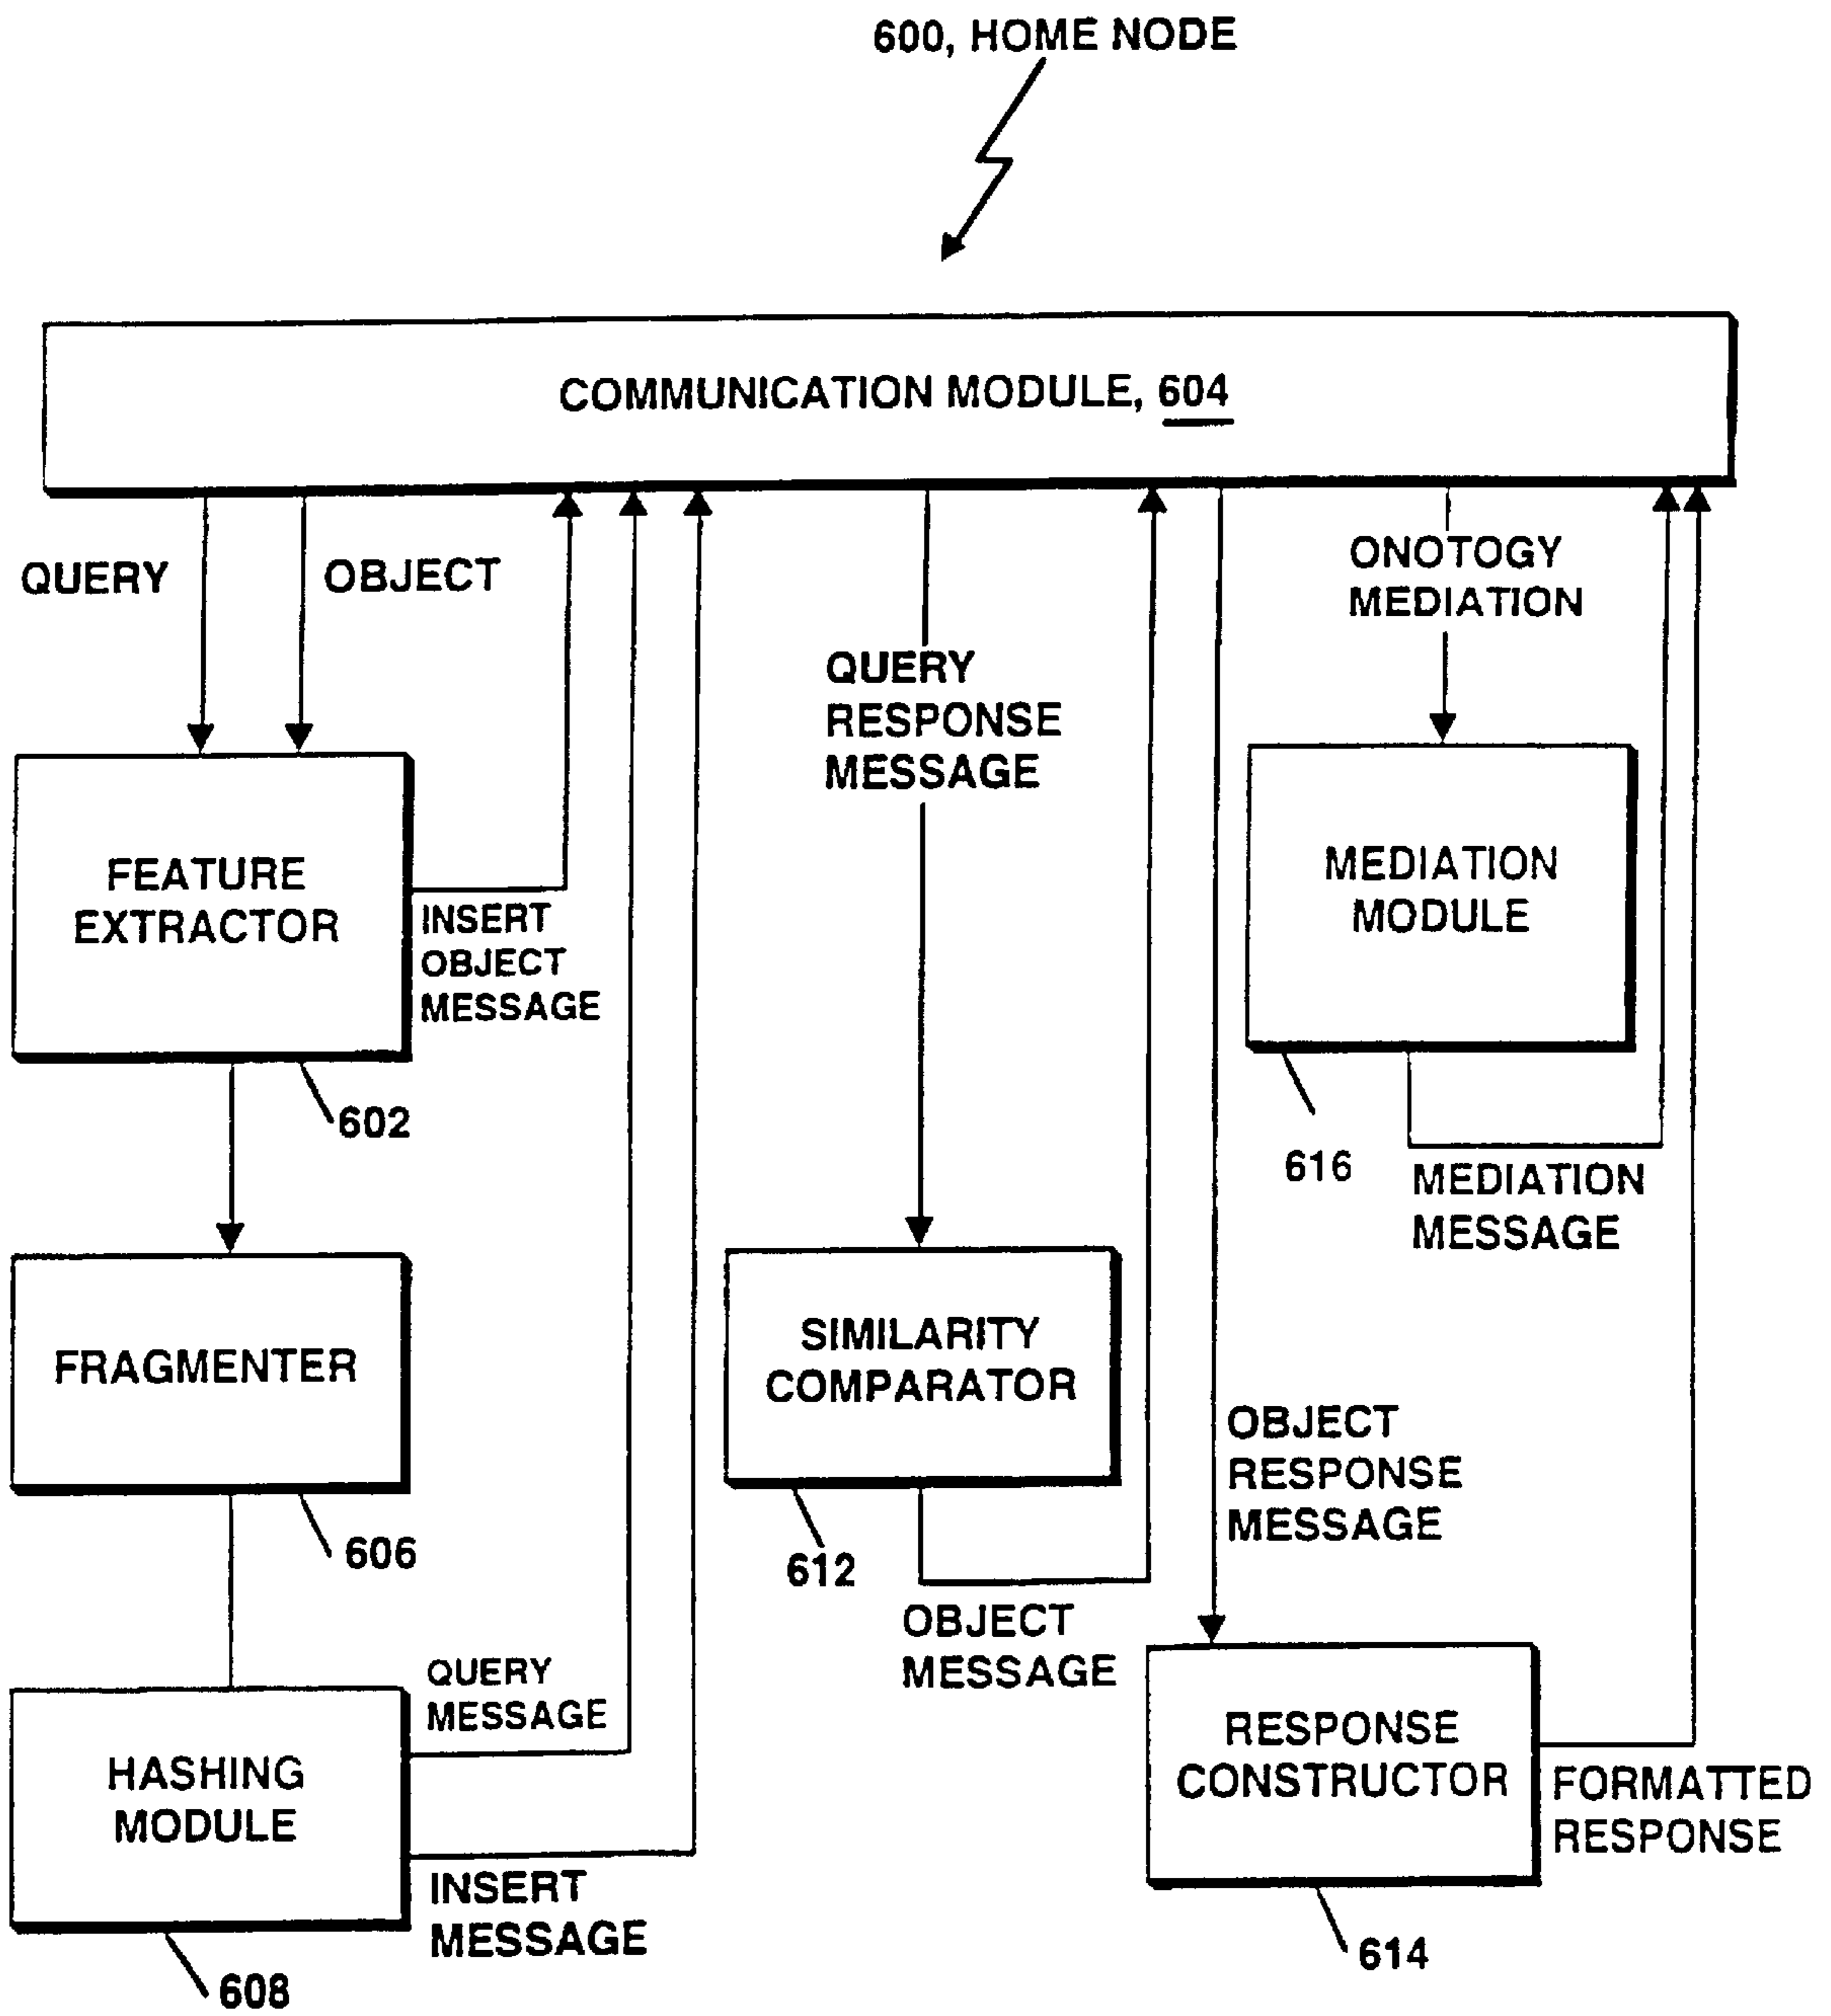 600, HOME NODE
COMMUNICATION MODULE, 604
QUERY
OBJECT
ONOTOGY
MEDIATION
QUERY
RESPONSE
MESSAGE
FEATURE
EXTRACTOR
INSERT
OBJECT
MESSAGE
MEDIATION
MODULE
602
616
MEDIATION
MESSAGE
FRAGMENTER
SIMILARITY
COMPARATOR
OBJECT
RESPONSE
MESSAGE
606
612
OBJECT
MESSAGE
QUERY
MESSAGE
HASHING
MODULE
RESPONSE
CONSTRUCTOR
FORMATTED
RESPONSE
INSERT
MESSAGE
608
614